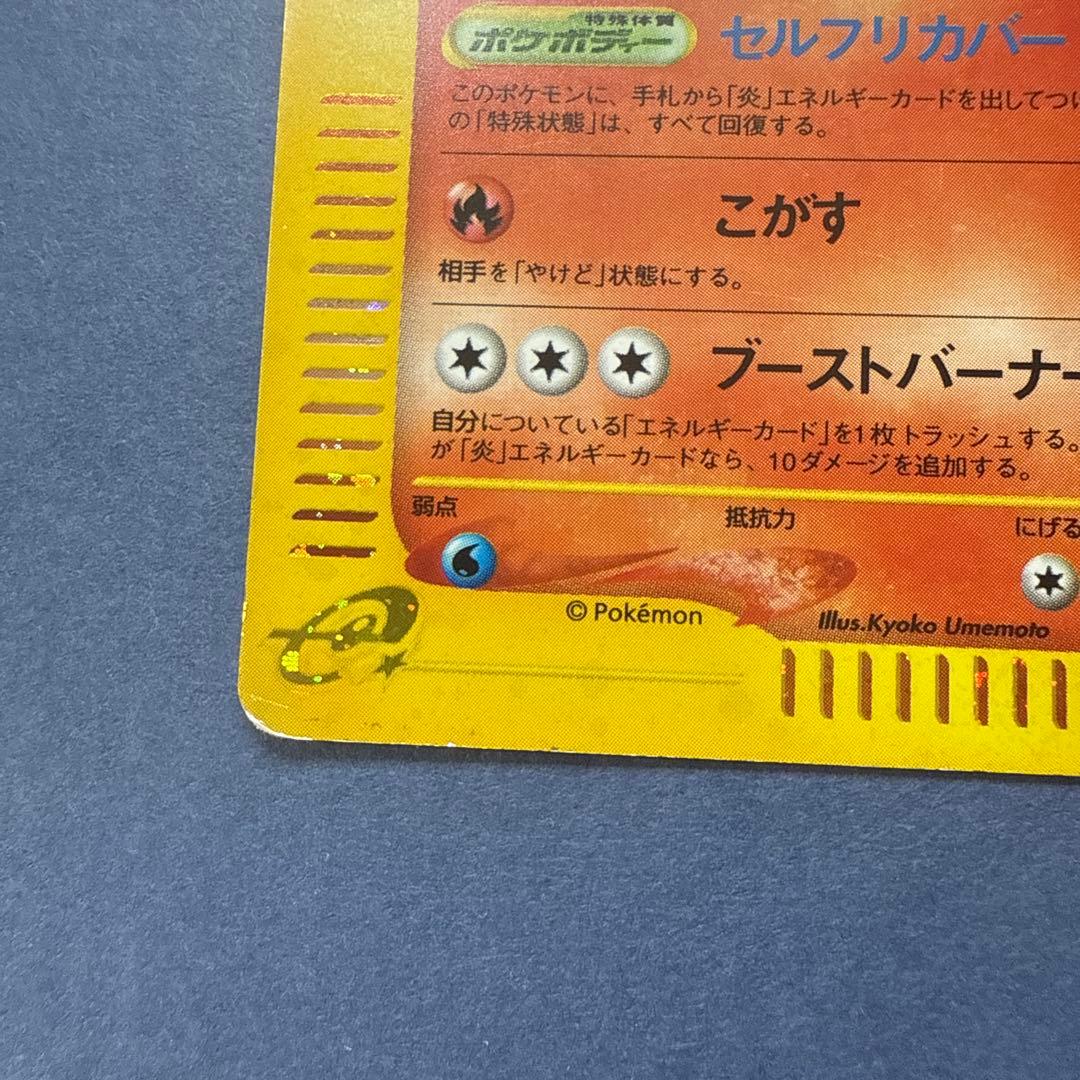 特殊体質
ポケボディー セルフリカバー
このポケモンに、手札から「炎」エネルギーカードを出してつけ
の「特殊状態」は、すべて回復する。
こがす
相手を「やけど」状態にする。
ブーストバーナー
自分についている「エネルギーカード」を1枚トラッシュする。
が「炎」エネルギーカードなら、10ダメージを追加する。
弱点 抵抗力 にげる
© Pokémon
Illus.Kyoko Umemoto